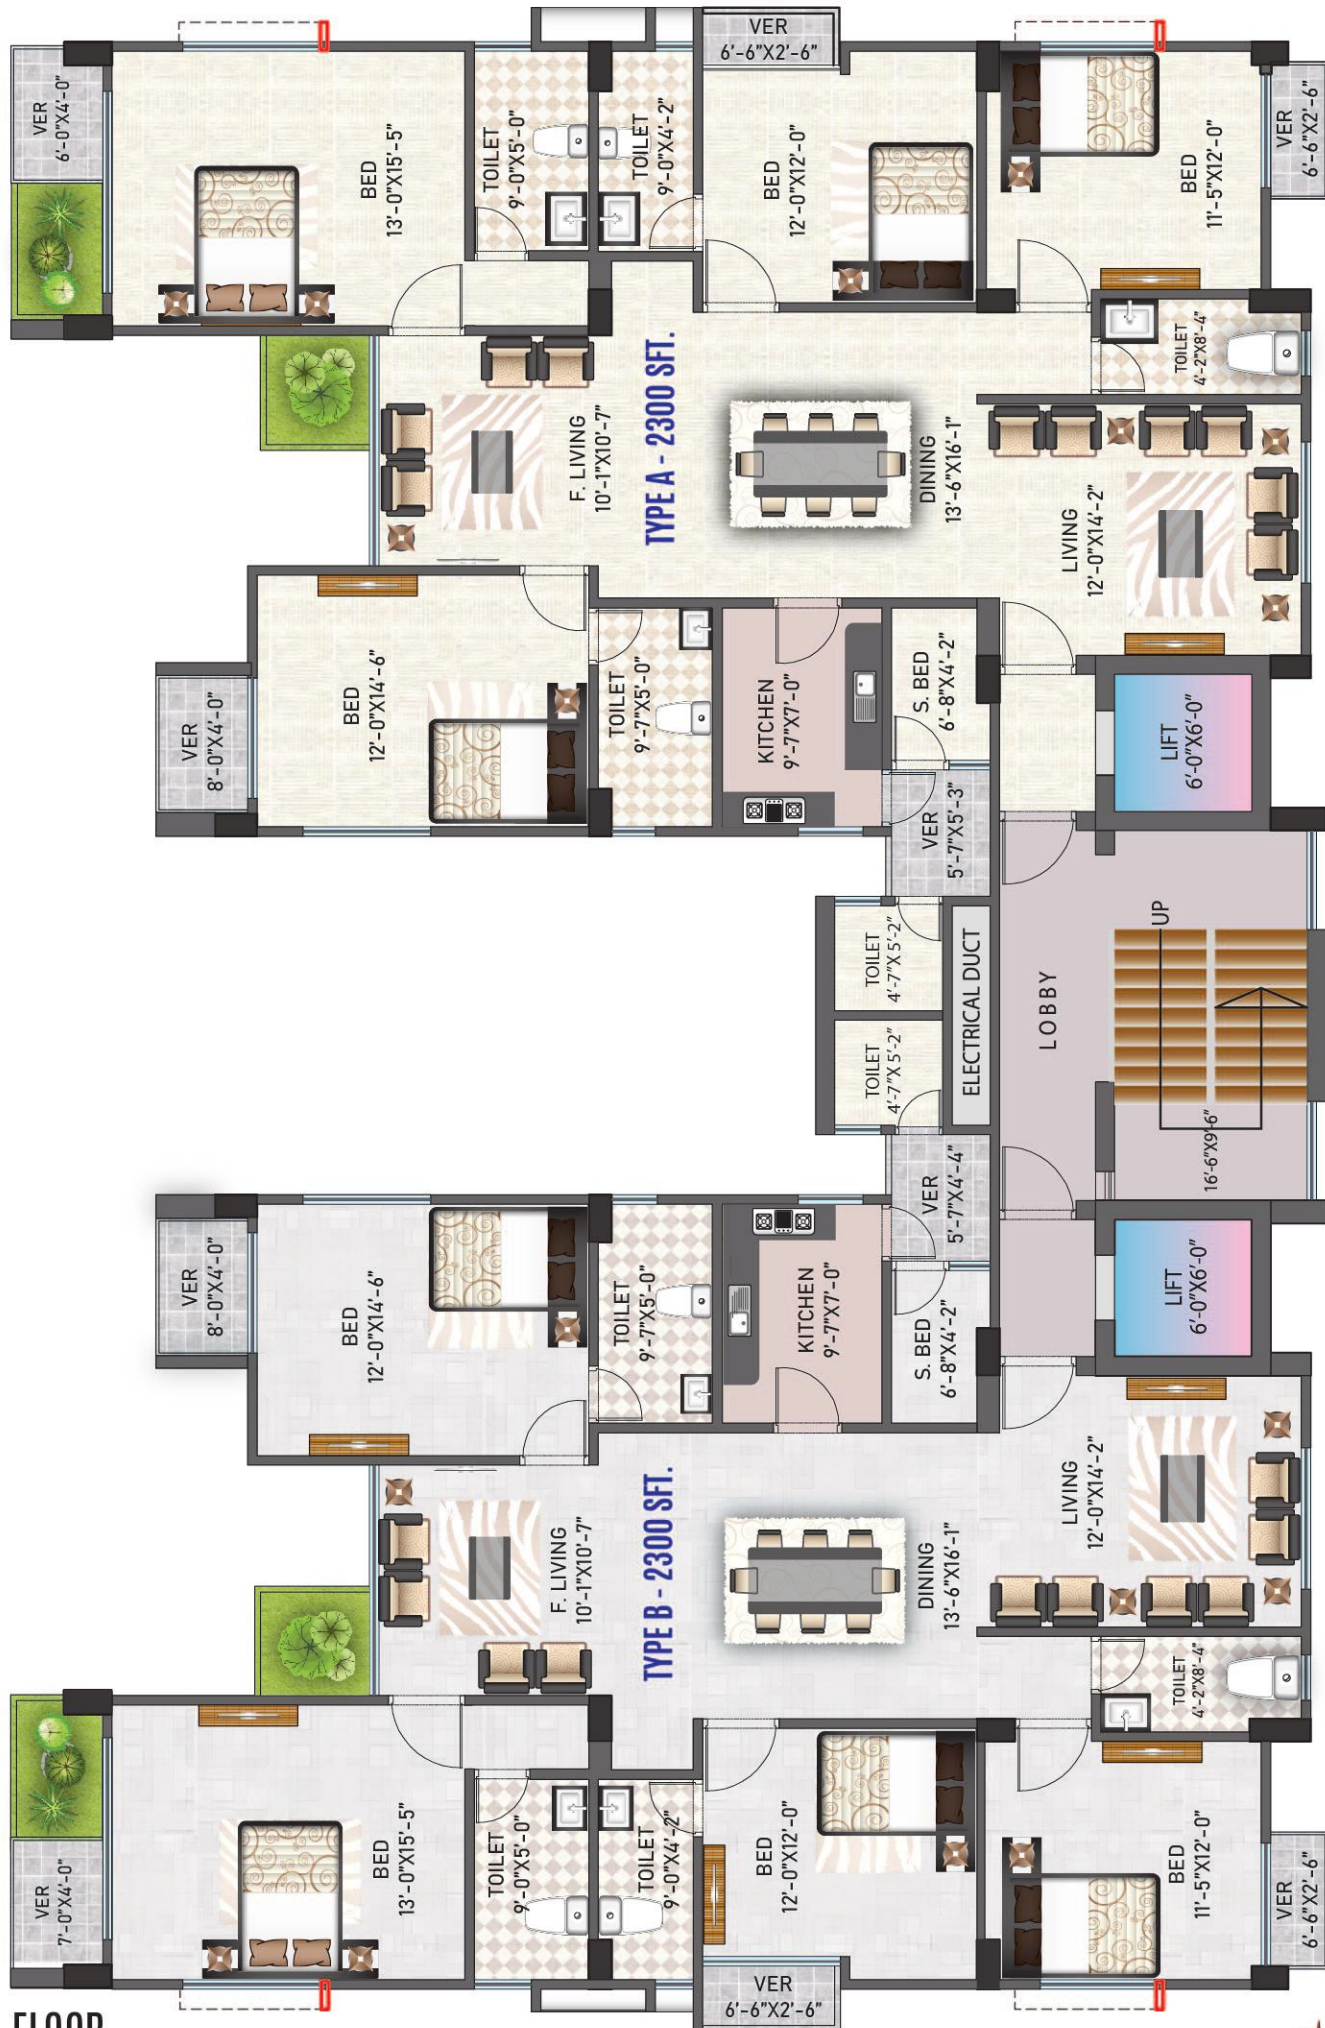 VER
6'-0"X4'-0"
BED
13'-0"X15'-5"
TOILET
9'-0"X5'-0"
TOILET
9'-0"X4'-2"
VER
6'-6"X2'-6"
BED
12'-0"X12'-0"
BED
11'-5"X12'-0"
VER
6'-6"X2'-6"
TOILET
4'-2"X8'-4"
F. LIVING
10'-1"X10'-7"
TYPE A - 2300 SFT.
DINING
13'-6"X16'-1"
LIVING
12'-0"X14'-2"
VER
8'-0"X4'-0"
BED
12'-0"X14'-6"
TOILET
9'-7"X5'-0"
KITCHEN
9'-7"X7'-0"
S. BED
6'-8"X4'-2"
LIFT
6'-0"X6'-0"
VER
5'-7"X5'-3"
TOILET
4'-7"X5'-2"
ELECTRICAL DUCT
LOBBY
UP
16'-6"X9'-6"
TOILET
4'-7"X5'-2"
VER
5'-7"X4'-4"
VER
8'-0"X4'-0"
BED
12'-0"X14'-6"
TOILET
9'-7"X5'-0"
KITCHEN
9'-7"X7'-0"
S. BED
6'-8"X4'-2"
LIFT
6'-0"X6'-0"
F. LIVING
10'-1"X10'-7"
TYPE B - 2300 SFT.
DINING
13'-6"X16'-1"
LIVING
12'-0"X14'-2"
TOILET
4'-2"X8'-4"
VER
7'-0"X4'-0"
BED
13'-0"X15'-5"
TOILET
9'-0"X5'-0"
TOILET
9'-0"X4'-2"
BED
12'-0"X12'-0"
VER
6'-6"X2'-6"
BED
11'-5"X12'-0"
VER
6'-6"X2'-6"
FLOOR